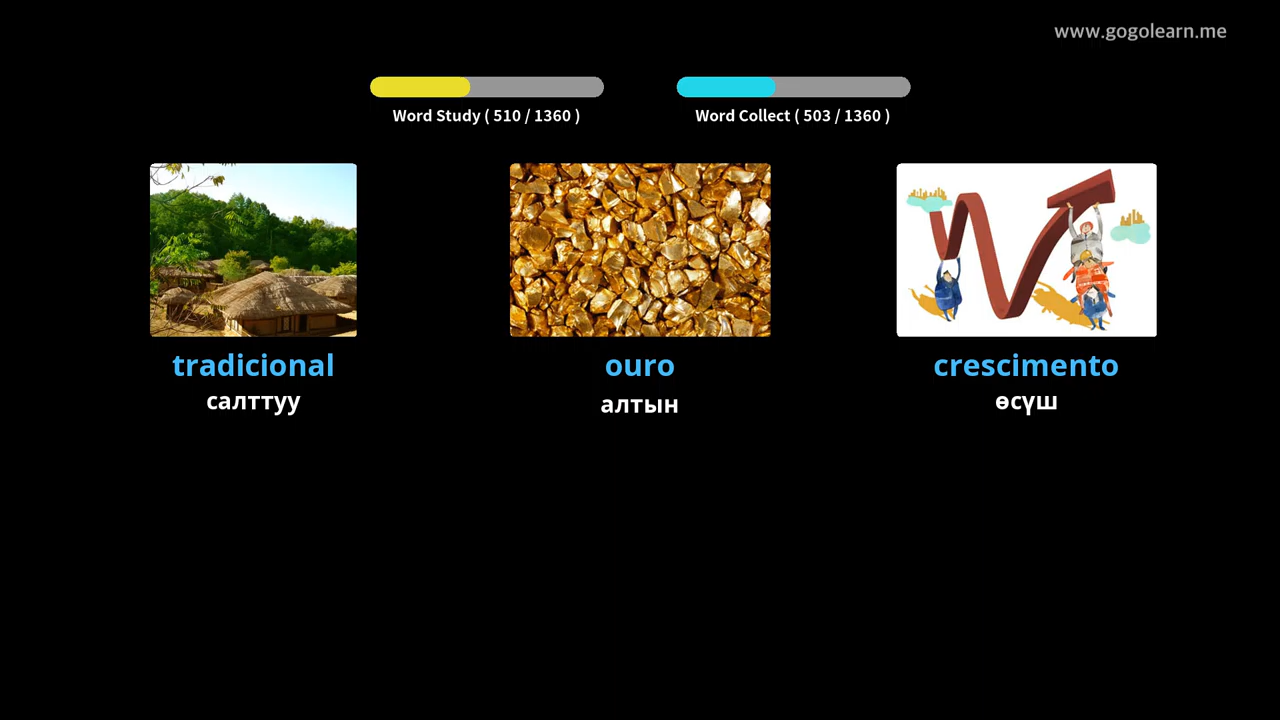 www.gogolearn.me
Word Study ( 510 / 1360 )
Word Collect ( 503 / 1360 )
tradicional
салттуу
ouro
алтын
crescimento
өсүш